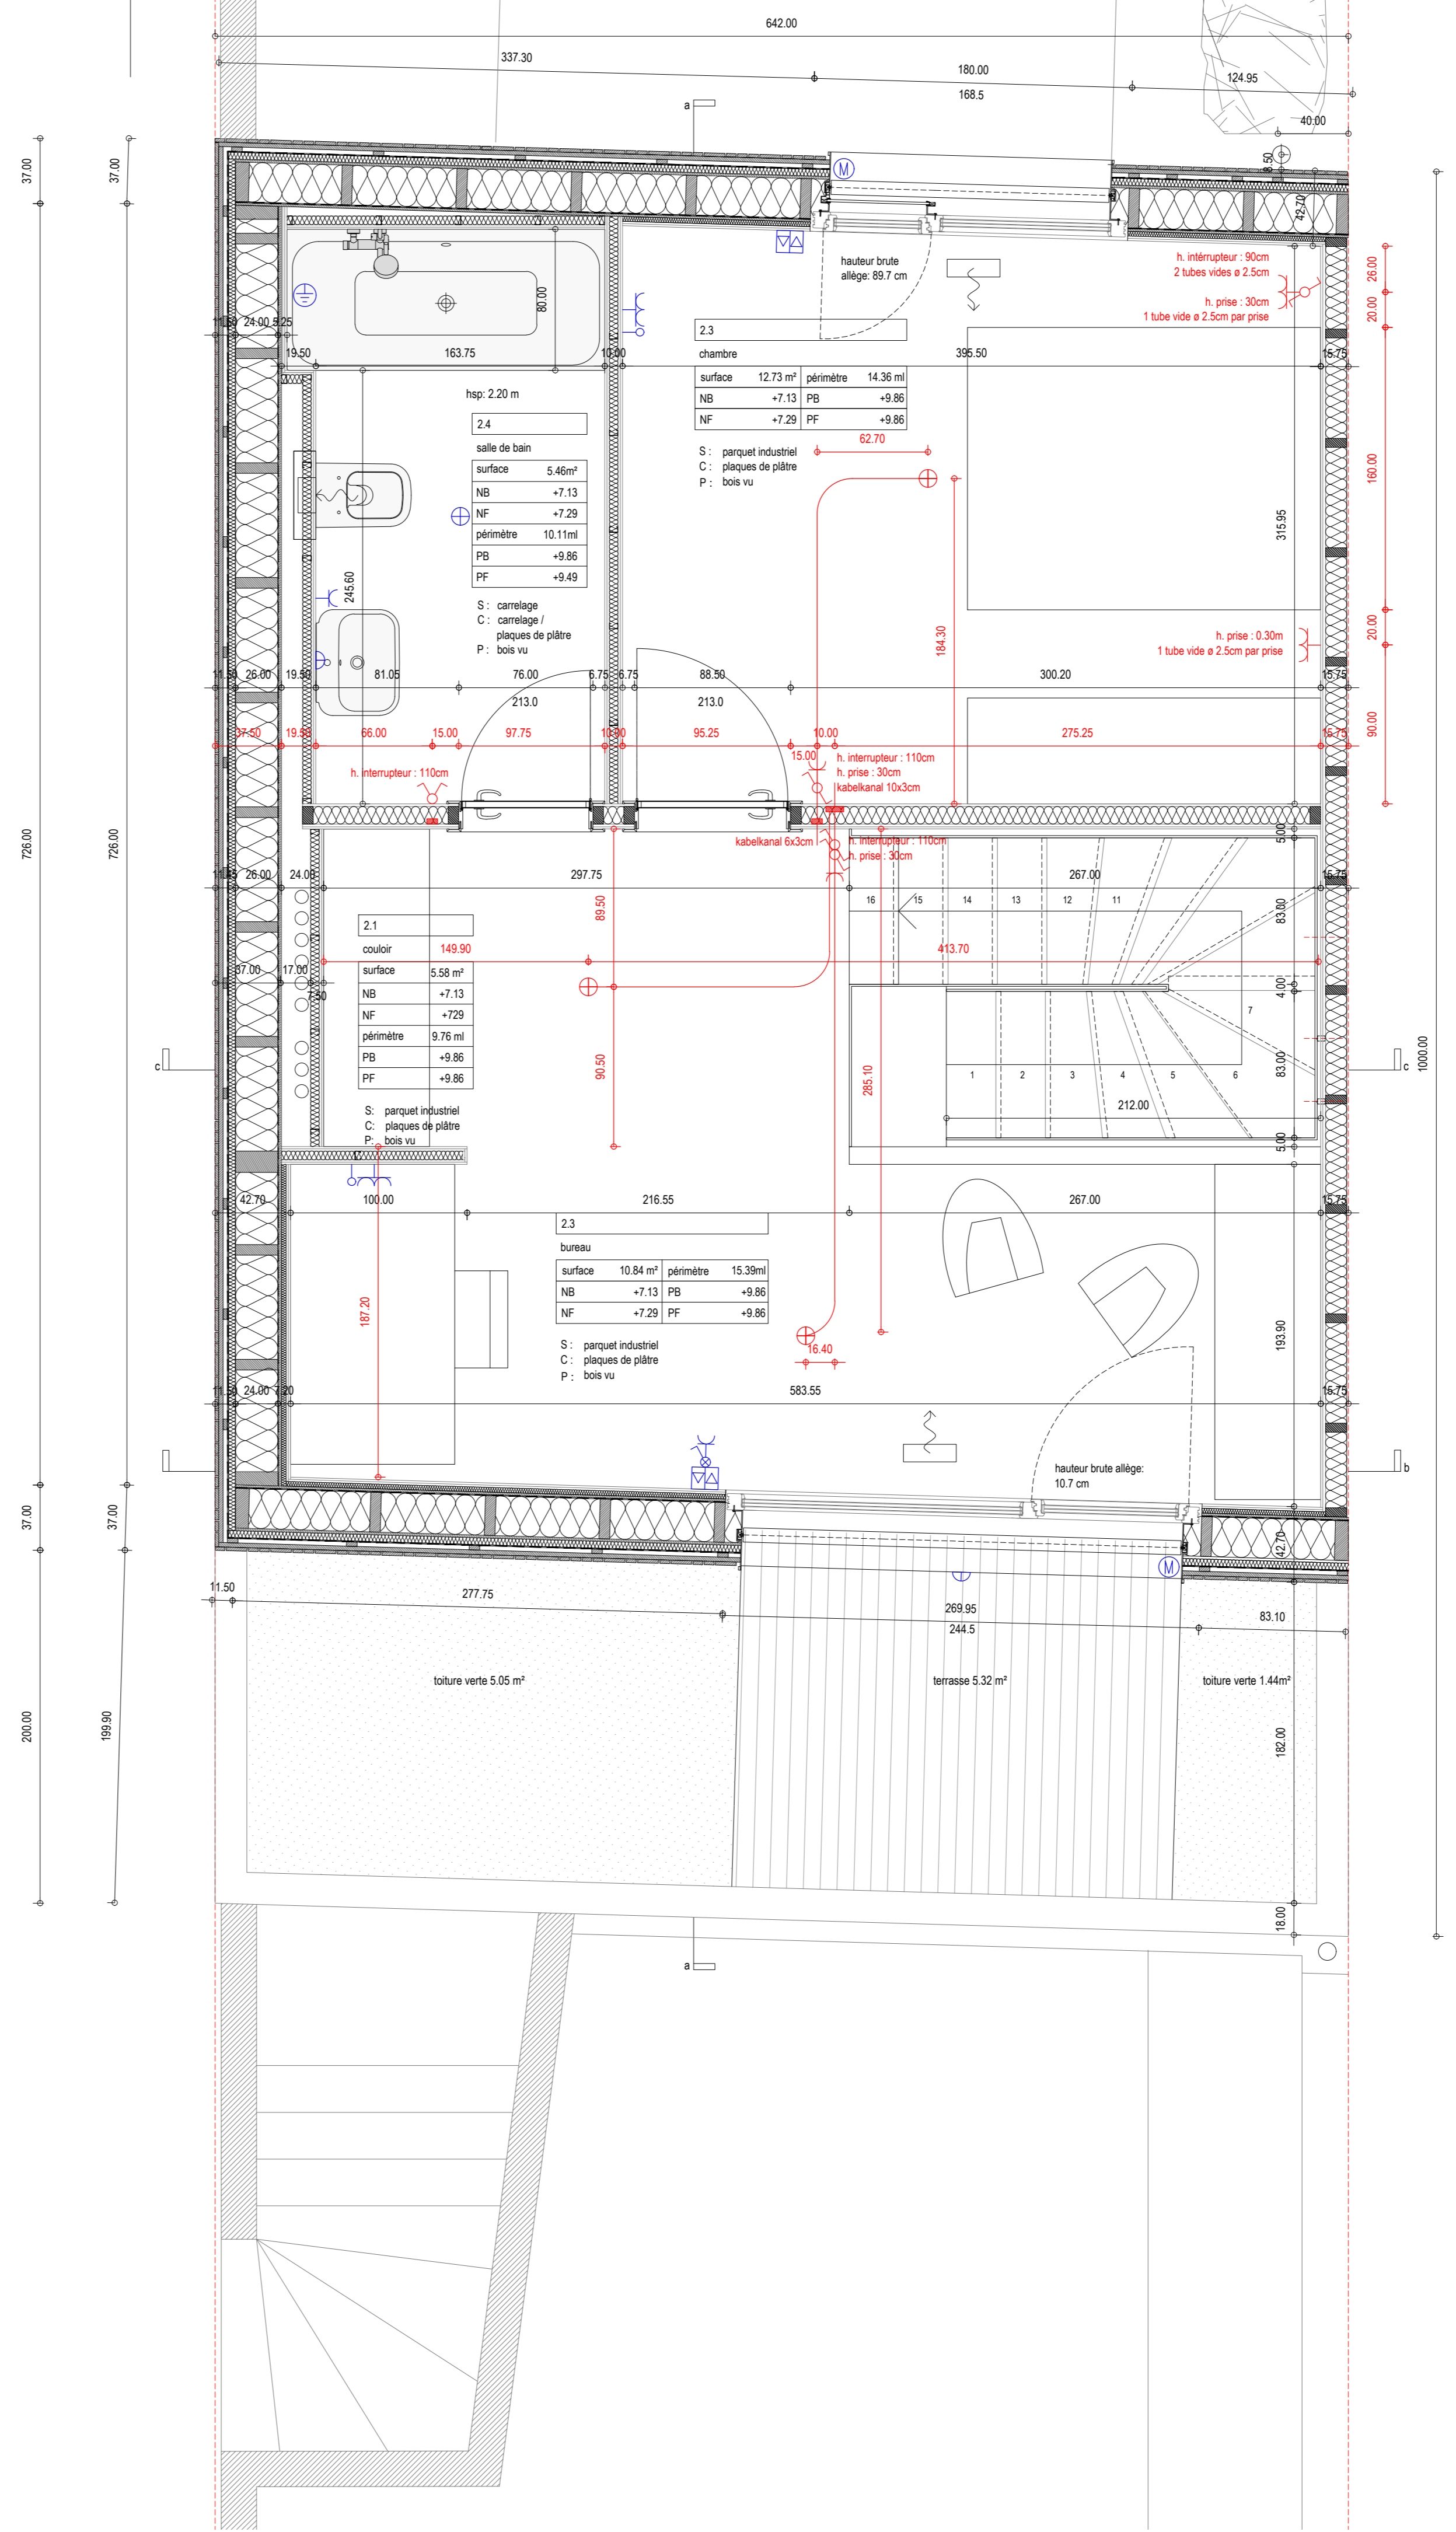 642.00
337.30
180.00
168.5
124.95
40.00
a
8.50
37.00
37.00
M
42.70
hauteur brute
allège: 89.7 cm
h. intérrupteur : 90cm
2 tubes vides ø 2.5cm
h. prise : 30cm
1 tube vide ø 2.5cm par prise
26.00
20.00
80.00
11.50 24.00 5.25
19.50
163.75
10.00
395.50
15.75
2.3
chambre
surface 12.73 m² périmètre 14.36 ml
NB +7.13 PB +9.86
NF +7.29 PF +9.86
S : parquet industriel
C : plaques de plâtre
P : bois vu
62.70
hsp: 2.20 m
2.4
salle de bain
surface 5.46m²
NB +7.13
NF +7.29
périmètre 10.11ml
PB +9.86
PF +9.49
S : carrelage
C : carrelage /
plaques de plâtre
P : bois vu
160.00
315.95
245.60
184.30
20.00
h. prise : 0.30m
1 tube vide ø 2.5cm par prise
11.50 26.00 19.50 81.05 76.00 6.75 6.75 88.50 300.20 15.75
213.0
213.0
90.00
37.50 19.50 66.00 15.00 97.75 10.00 95.25 10.00 275.25 15.75
15.00
h. interrupteur : 110cm
h. interrupteur : 110cm
h. prise : 30cm
kabelkanal 10x3cm
kabelkanal 6x3cm
h. interrupteur : 110cm
h. prise : 30cm
5.00
726.00
726.00
11.45 26.00 24.00 297.75 267.00 15.75
16 15 14 13 12 11
83.00
89.50
2.1
couloir
149.90
413.70
surface 5.58 m²
NB +7.13
NF +729
périmètre 9.76 ml
PB +9.86
PF +9.86
S: parquet industriel
C: plaques de plâtre
P: bois vu
37.00 17.00
7.50
4.00
7
83.00
90.50
285.10
1 2 3 4 5 6
212.00
c
c
1000.00
5.00
42.70 100.00 216.55 267.00 15.75
2.3
bureau
surface 10.84 m² périmètre 15.39ml
NB +7.13 PB +9.86
NF +7.29 PF +9.86
S : parquet industriel
C : plaques de plâtre
P : bois vu
187.20
193.90
16.40
11.50 24.00 7.20 583.55 15.75
hauteur brute allège:
10.7 cm
b
37.00
37.00
42.70
M
11.50
277.75
269.95
244.5
83.10
toiture verte 5.05 m²
terrasse 5.32 m²
toiture verte 1.44m²
200.00
199.90
182.00
18.00
a